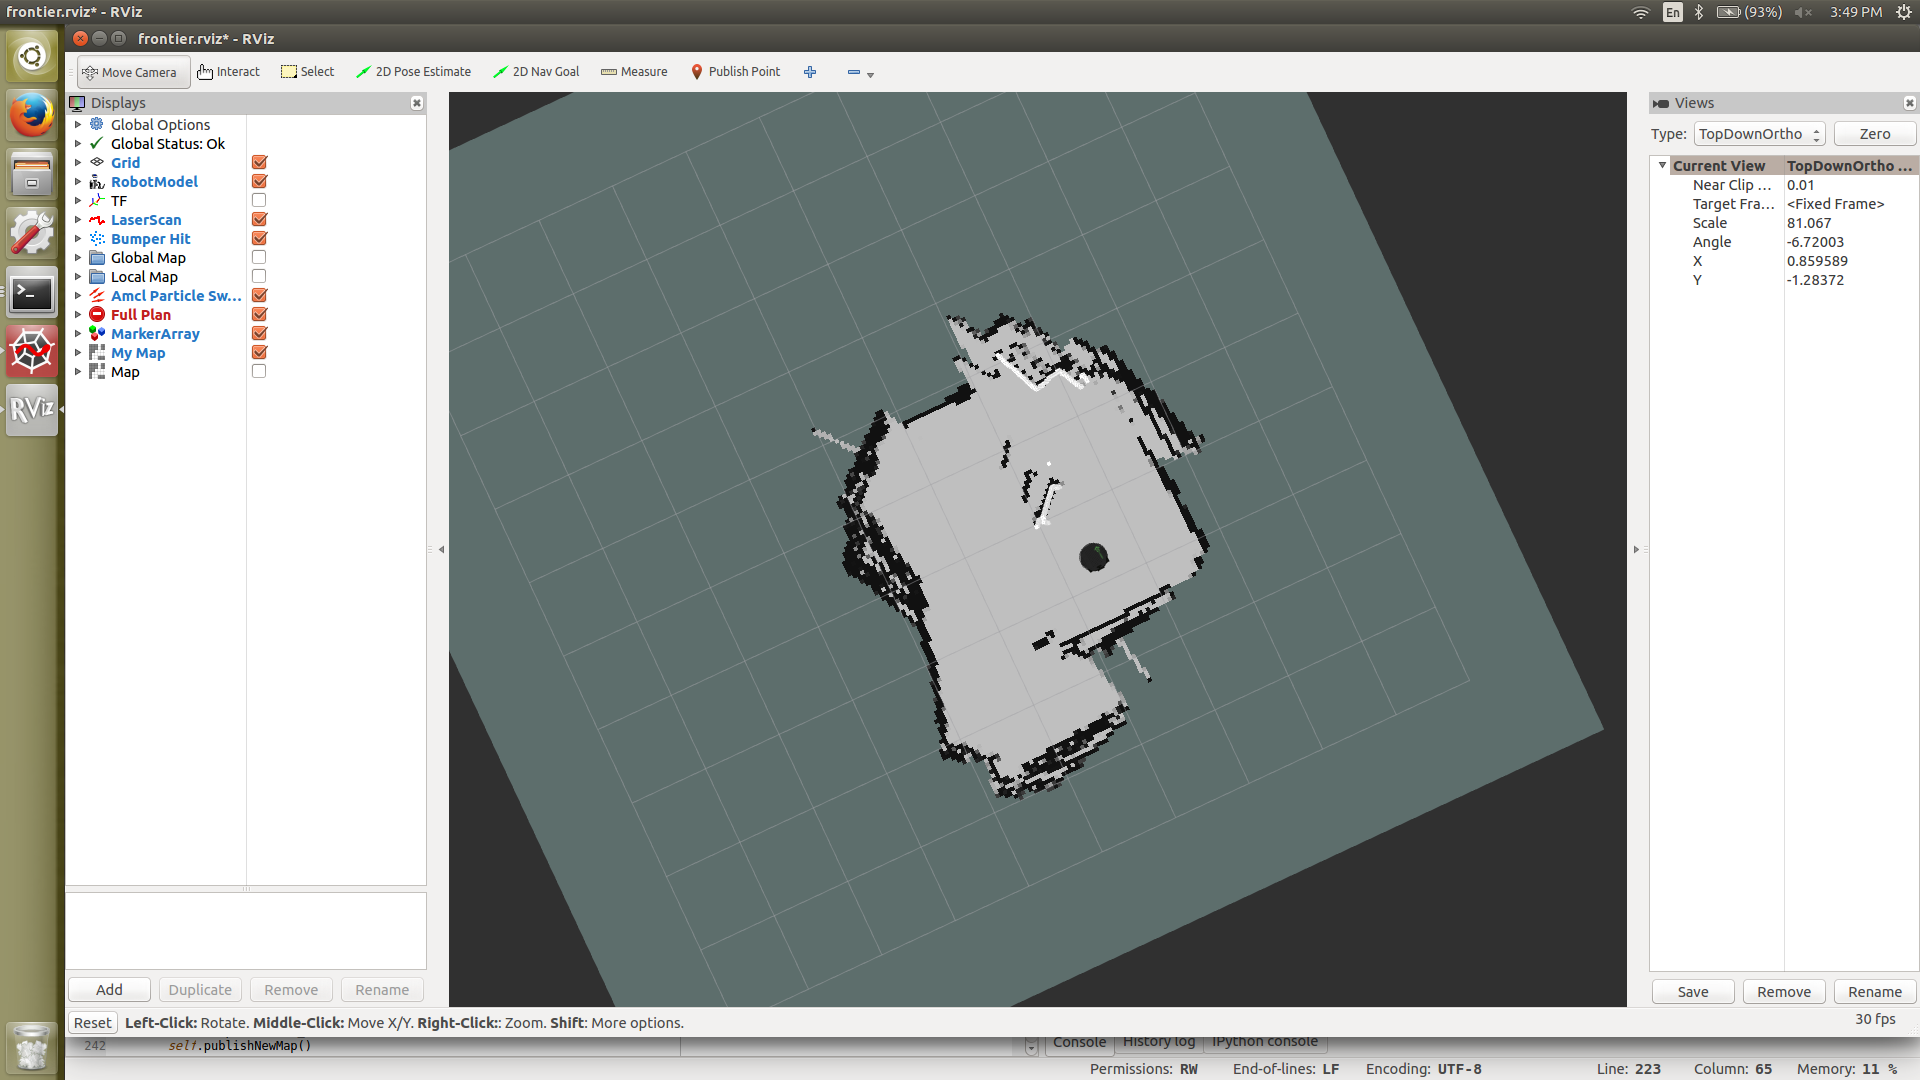 frontier.rviz* - RViz
En (93%) 3:49 PM
frontier.rviz* - RViz
Move Camera Interact Select 2D Pose Estimate 2D Nav Goal Measure Publish Point
Displays
Global Options
Global Status: Ok
Grid
RobotModel
TF
LaserScan
Bumper Hit
Global Map
Local Map
Amcl Particle Sw...
Full Plan
MarkerArray
My Map
Map
Add Duplicate Remove Rename
Views
Type: TopDownOrtho Zero
Current View TopDownOrtho ...
Near Clip ... 0.01
Target Fra... <Fixed Frame>
Scale 81.067
Angle -6.72003
X 0.859589
Y -1.28372
Save Remove Rename
RViz
Reset Left-Click: Rotate. Middle-Click: Move X/Y. Right-Click:: Zoom. Shift: More options.
30 fps
242 self.publishNewMap()
Console History log IPython console
Permissions: RW End-of-lines: LF Encoding: UTF-8 Line: 223 Column: 65 Memory: 11 %